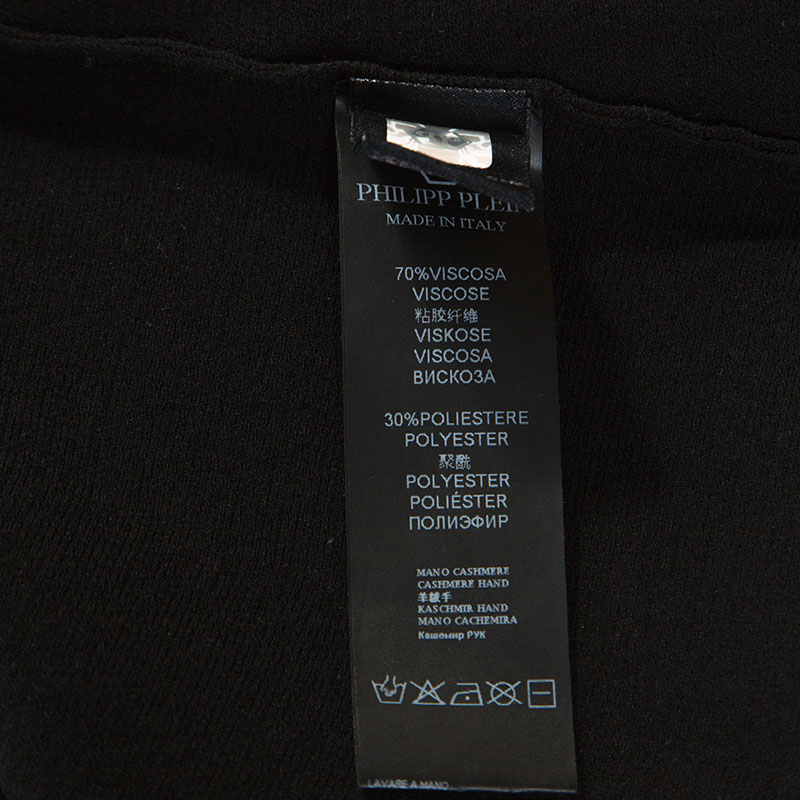 PHILIPP PLEIN
MADE IN ITALY
70%VISCOSA
VISCOSE
粘胶纤维
VISKOSE
VISCOSA
ВИСКОЗА
30%POLIESTERE
POLYESTER
聚酰
POLYESTER
POLIÉSTER
ПОЛИЭФИР
MANO CASHMERE
CASHMERE HAND
羊绒手
KASCHMIR HAND
MANO CACHEMIRA
Кашемир РУК
LAVARE A MANO